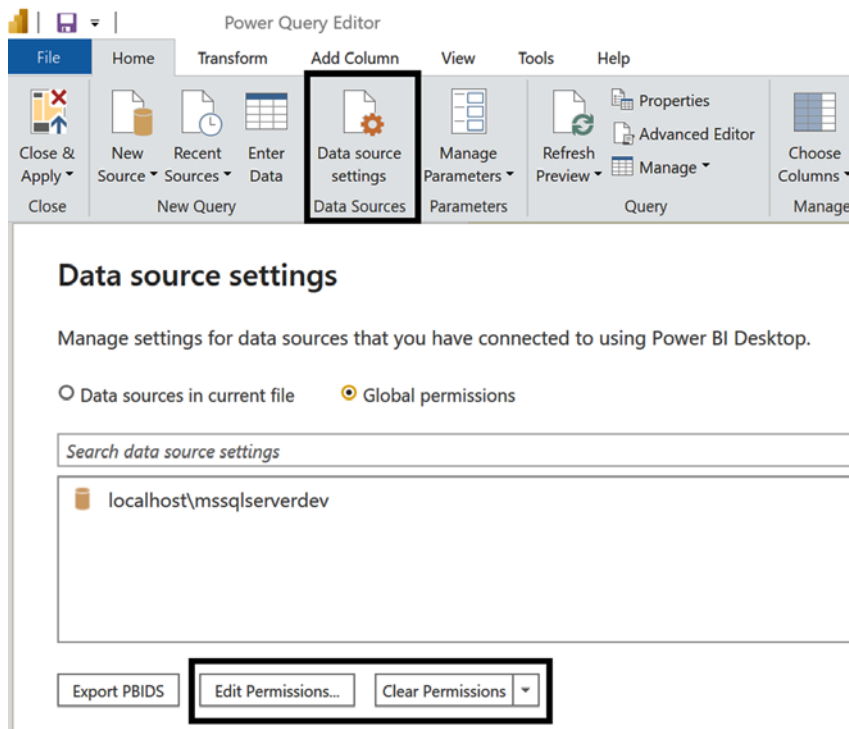 Power Query Editor
File Home Transform Add Column View Tools Help
Close & Apply
New Source
Recent Sources
Enter Data
Data source settings
Manage Parameters
Refresh Preview
Properties
Advanced Editor
Manage
Choose Columns
Close New Query Data Sources Parameters Query Manage
Data source settings
Manage settings for data sources that you have connected to using Power BI Desktop.
Data sources in current file Global permissions
Search data source settings
localhost\mssqlserverdev
Export PBIDS Edit Permissions... Clear Permissions